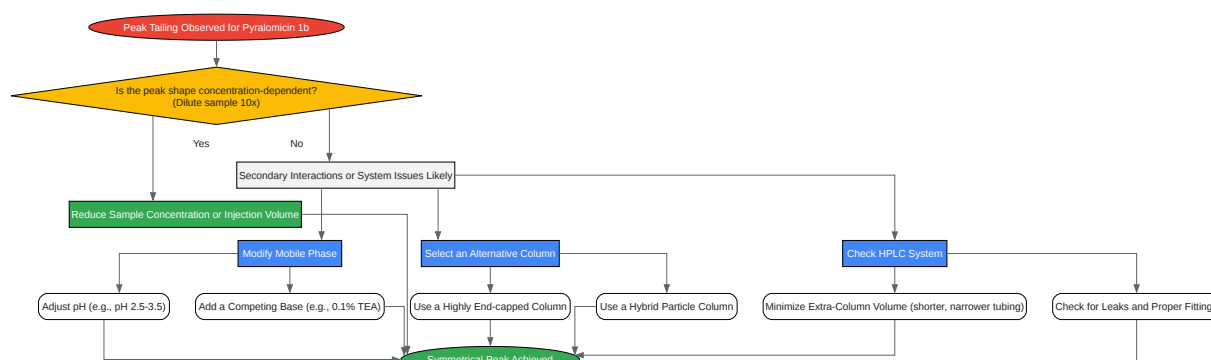 Peak Tailing Observed for Pyralomicin 1b
Is the peak shape concentration-dependent?
(Dilute sample 10x)
Yes
No
Secondary Interactions or System Issues Likely
Reduce Sample Concentration or Injection Volume
Modify Mobile Phase
Select an Alternative Column
Check HPLC System
Adjust pH (e.g., pH 2.5-3.5)
Add a Competing Base (e.g., 0.1% TEA)
Use a Highly End-capped Column
Use a Hybrid Particle Column
Minimize Extra-Column Volume (shorter, narrower tubing)
Check for Leaks and Proper Fitting
Symmetrical Peak Achieved